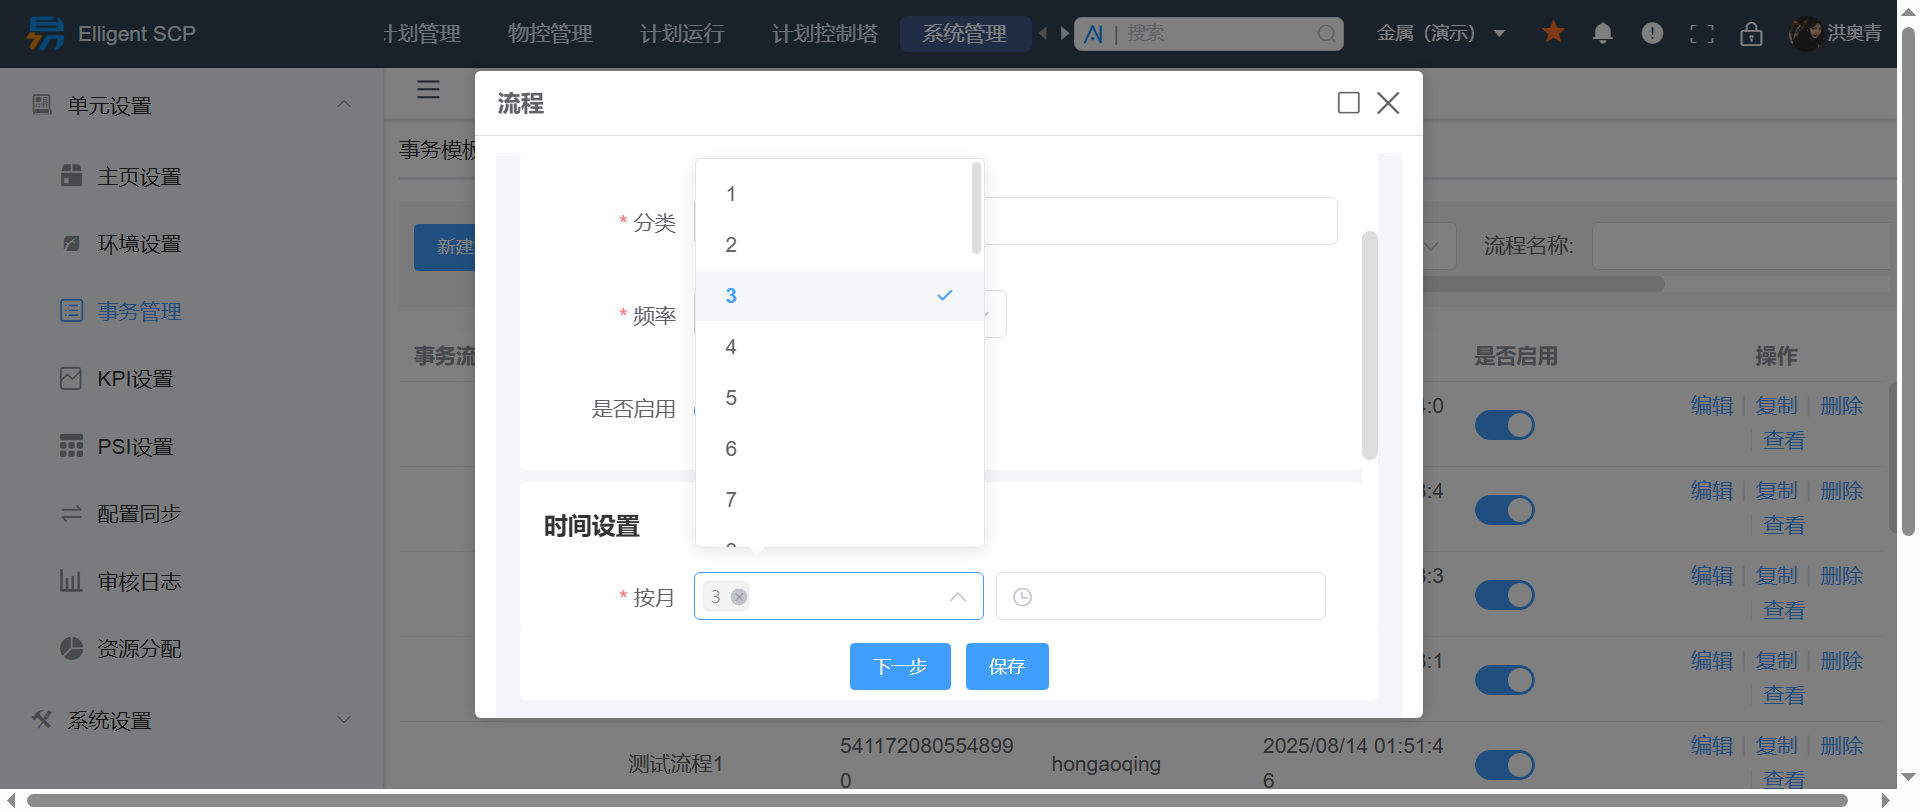 Elligent SCP
计划管理
物控管理
计划运行
计划控制塔
系统管理
AI | 搜索
金属（演示）
洪奥青
单元设置
主页设置
环境设置
事务管理
KPI设置
PSI设置
配置同步
审核日志
资源分配
系统设置
事务模板
新建
流程名称:
事务流
是否启用
操作
流程
* 分类
* 频率
是否启用
1
2
3
4
5
6
7
时间设置
* 按月
3
下一步
保存
:0
编辑
复制
删除
查看
:4
编辑
复制
删除
查看
:3
编辑
复制
删除
查看
:1
编辑
复制
删除
查看
测试流程1
541172080554899
0
hongaoqing
2025/08/14 01:51:4
6
编辑
复制
删除
查看